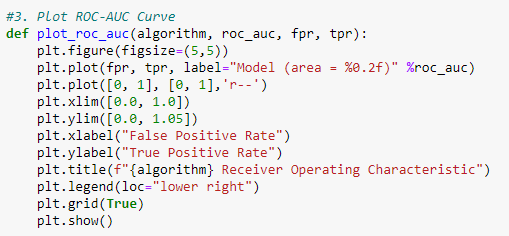 #3. Plot ROC-AUC Curve
def plot_roc_auc(algorithm, roc_auc, fpr, tpr):
    plt.figure(figsize=(5,5))
    plt.plot(fpr, tpr, label="Model (area = %0.2f)" %roc_auc)
    plt.plot([0, 1], [0, 1],'r--')
    plt.xlim([0.0, 1.0])
    plt.ylim([0.0, 1.05])
    plt.xlabel("False Positive Rate")
    plt.ylabel("True Positive Rate")
    plt.title(f"{algorithm} Receiver Operating Characteristic")
    plt.legend(loc="lower right")
    plt.grid(True)
    plt.show()